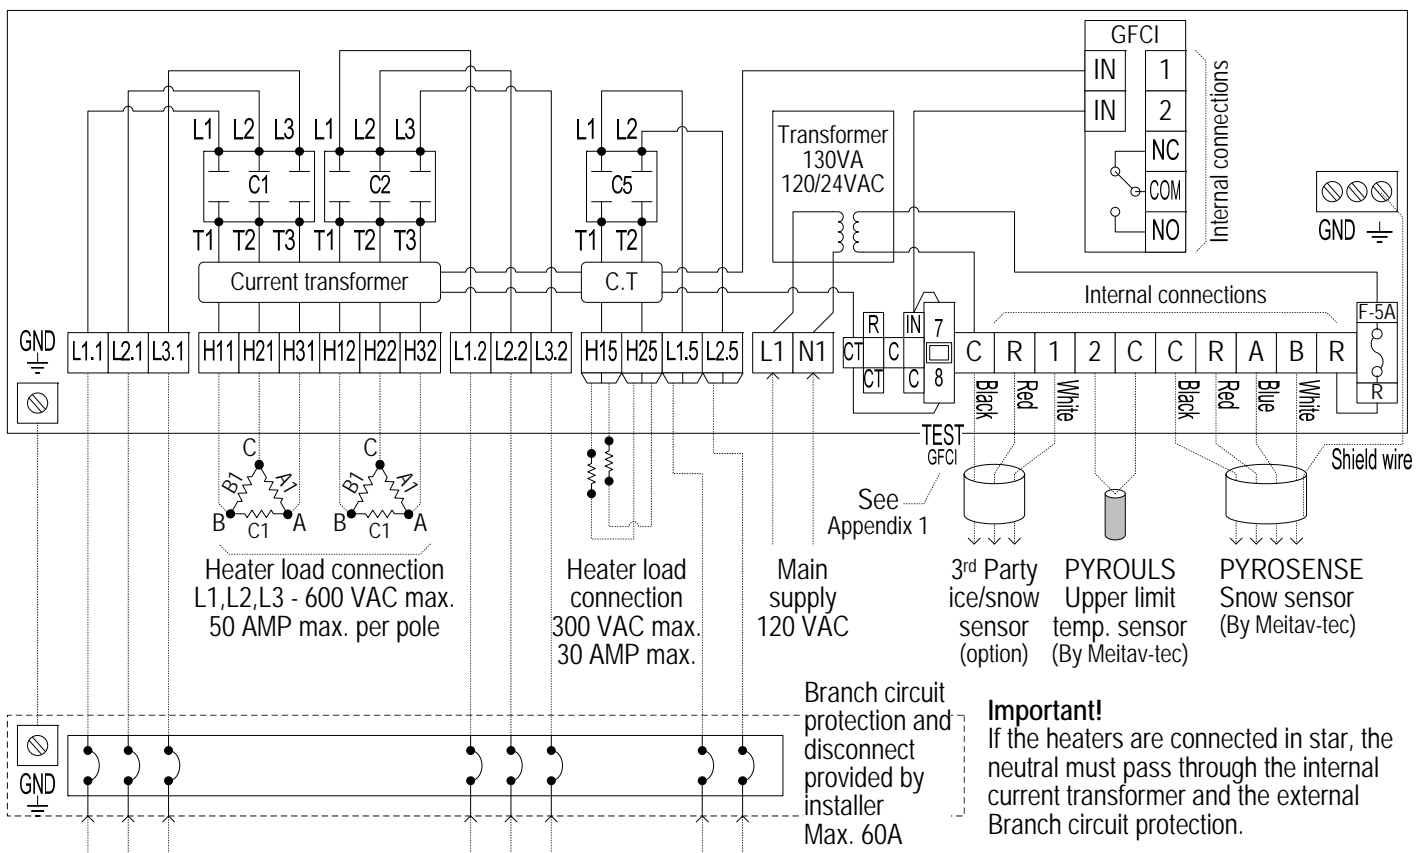 GFCI
IN 1
IN 2
NC
COM
NO
Internal connections
L1 L2 L3 L1 L2 L3
C1 C2
T1 T2 T3 T1 T2 T3
L1 L2
C5
T1 T2
Transformer
130VA
120/24VAC
GND
Current transformer
C.T
Internal connections
F-5A
R
GND
L1.1 L2.1 L3.1
H11 H21 H31 H12 H22 H32
L1.2 L2.2 L3.2
H15 H25 L1.5 L2.5
L1 N1
R IN 7
CT C
CT C 8
C R 1 2 C C R A B R
Black Red White Black Red Blue White
TEST
GFCI
Shield wire
See
Appendix 1
C
B1 A1
B C1 A
C
B1 A1
B C1 A
Heater load connection
L1,L2,L3 - 600 VAC max.
50 AMP max. per pole
Heater load
connection
300 VAC max.
30 AMP max.
Main
supply
120 VAC
3rd Party
ice/snow
sensor
(option)
PYROULS
Upper limit
temp. sensor
(By Meitav-tec)
PYROSENSE
Snow sensor
(By Meitav-tec)
GND
Branch circuit
protection and
disconnect
provided by
installer
Max. 60A
Important!
If the heaters are connected in star, the
neutral must pass through the internal
current transformer and the external
Branch circuit protection.